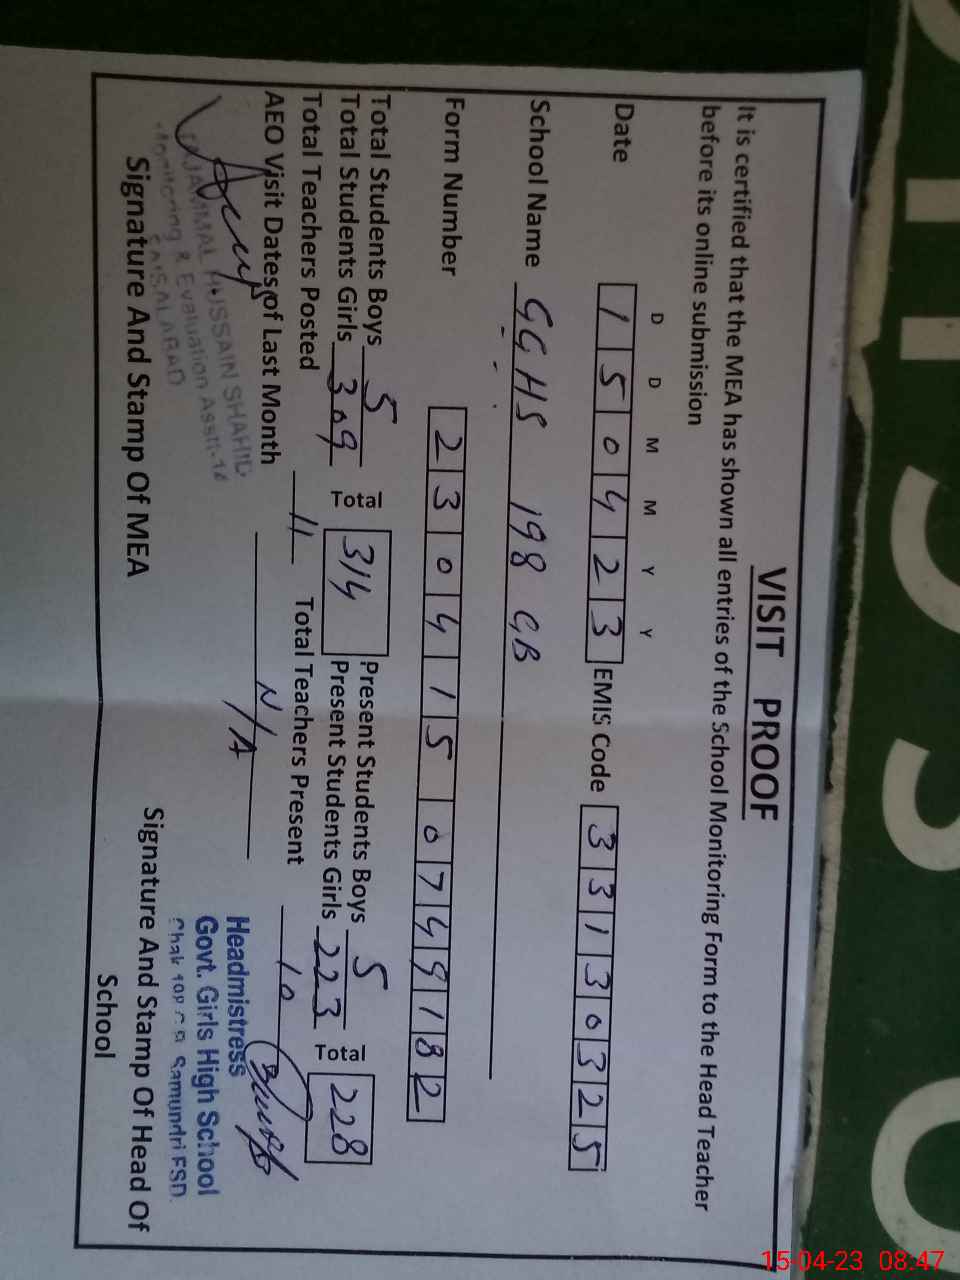 VISIT PROOF
It is certified that the MEA has shown all entries of the School Monitoring Form to the Head Teacher
before its online submission
D D M M Y Y
Date 1 5 0 4 2 3 EMIS Code 3 3 1 3 0 3 2 5
School Name GGHS 198 GB
Form Number 2 3 0 4 1 5 0 7 4 9 1 8 2
Total Students Boys 5 Total 314 Present Students Boys 5 Total 228
Total Students Girls 309 Present Students Girls 223
Total Teachers Posted 11 Total Teachers Present 10
AEO Visit Dates of Last Month N/A
HUSSAIN SHAHID
Monitoring & Evaluation Asstt-
FAISALABAD
Headmistress
Govt. Girls High School
Chak Samundri FSD.
Signature And Stamp Of MEA
Signature And Stamp Of Head Of
School
15-04-23 08:47